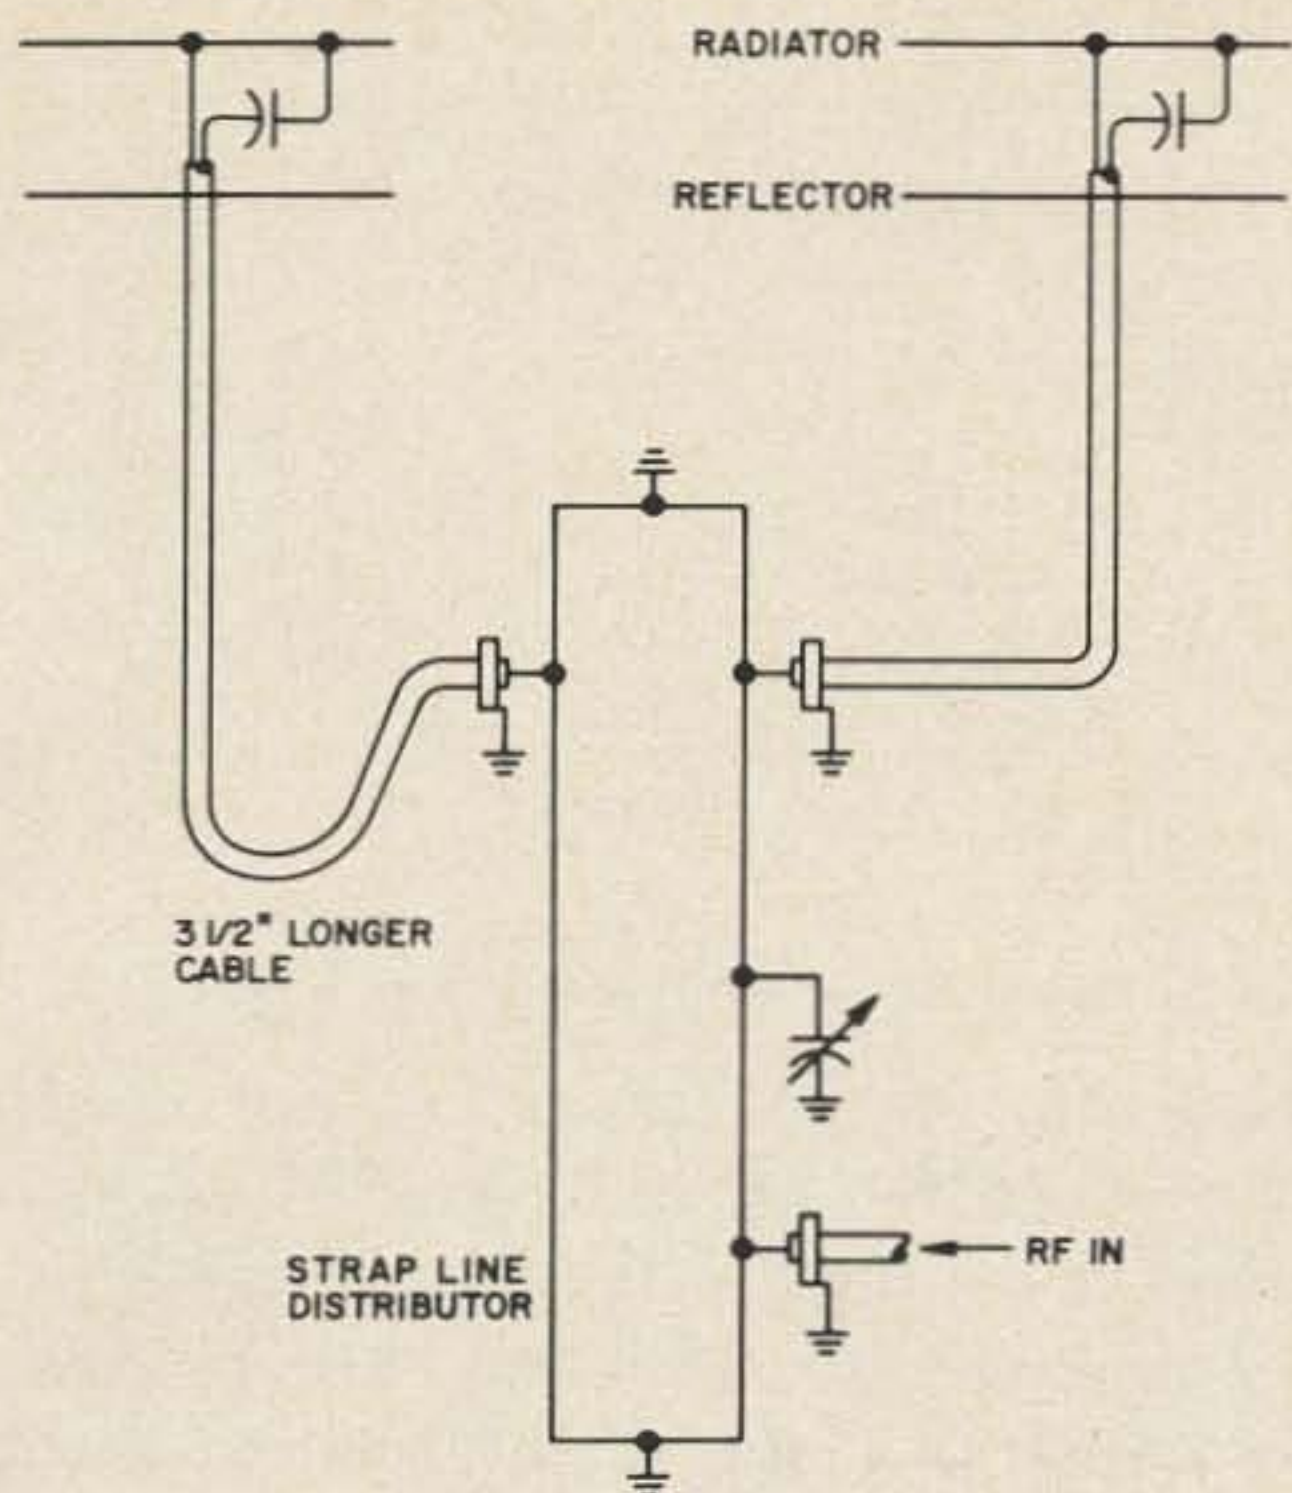 RADIATOR
REFLECTOR
3 1/2" LONGER
CABLE
STRAP LINE
DISTRIBUTOR
RF IN